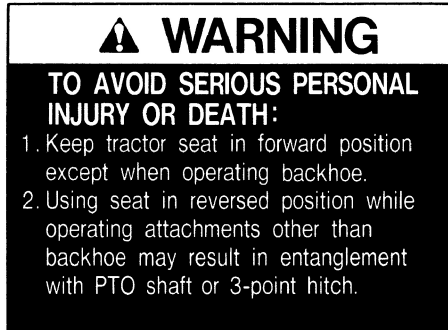 WARNING
TO AVOID SERIOUS PERSONAL
INJURY OR DEATH:
1. Keep tractor seat in forward position
except when operating backhoe.
2. Using seat in reversed position while
operating attachments other than
backhoe may result in entanglement
with PTO shaft or 3-point hitch.